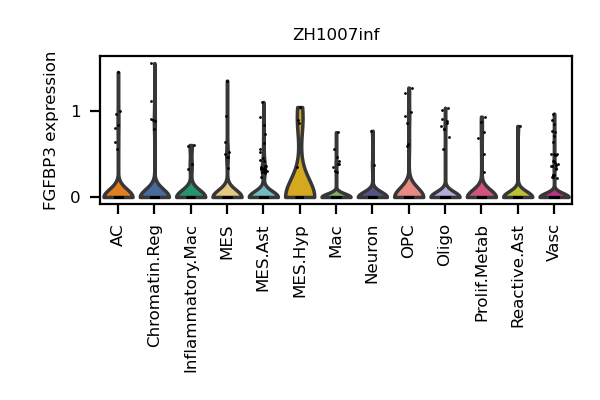 ZH1007inf
FGFBP3 expression
1
0
AC
Chromatin.Reg
Inflammatory.Mac
MES
MES.Ast
MES.Hyp
Mac
Neuron
OPC
Oligo
Prolif.Metab
Reactive.Ast
Vasc